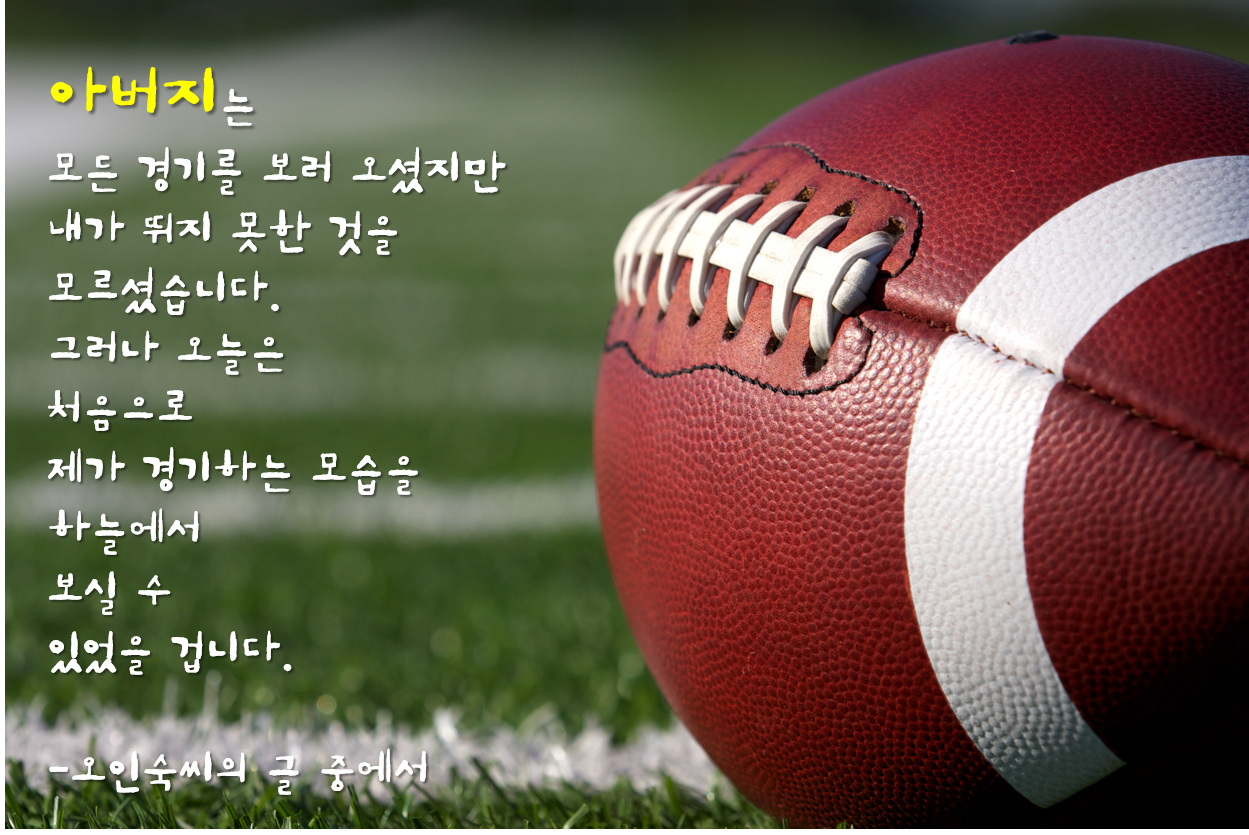 아버지는
모든 경기를 보러 오셨지만
내가 뛰지 못한 것을
모르셨습니다.
그러나 오늘은
처음으로
제가 경기하는 모습을
하늘에서
보실 수
있었을 겁니다.
-오인숙씨의 글 중에서